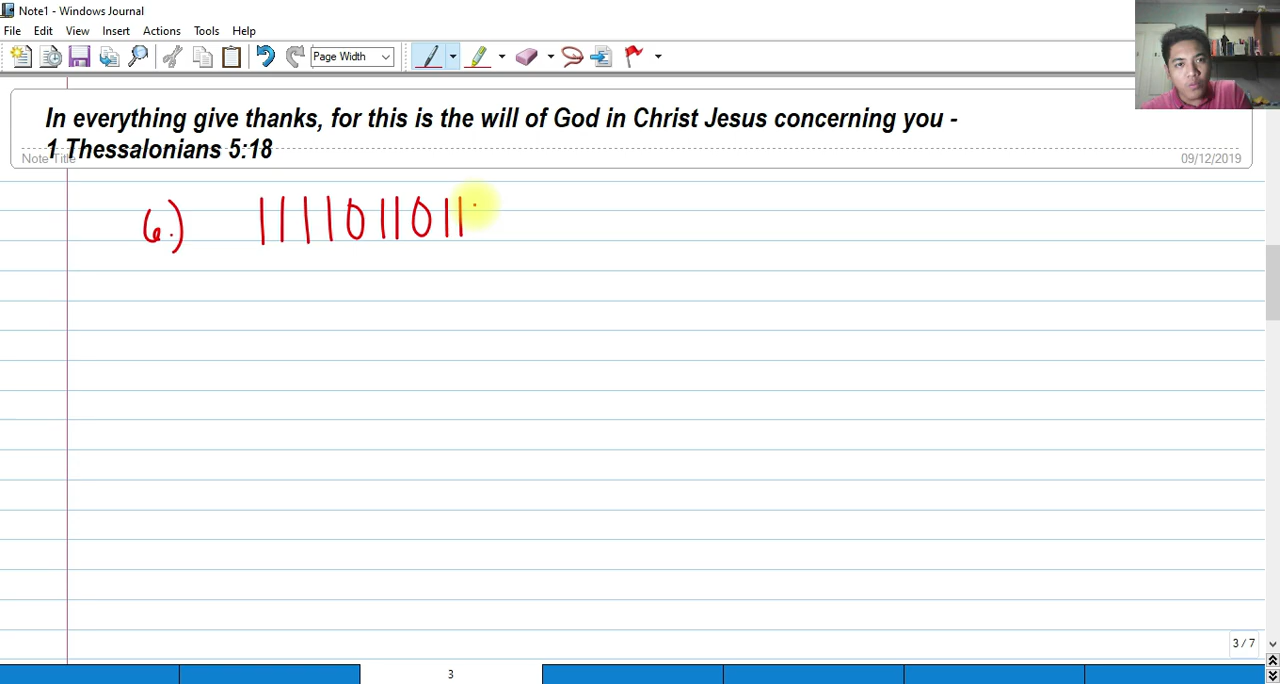 Note1 - Windows Journal
File Edit View Insert Actions Tools Help
Page Width
In everything give thanks, for this is the will of God in Christ Jesus concerning you -
1 Thessalonians 5:18
Note Title
09/12/2019
6.) 1111011011
3 / 7
3